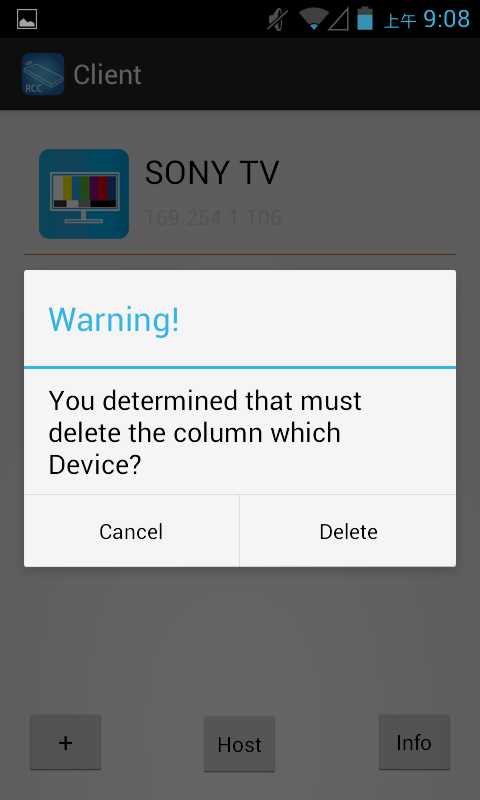 上午 9:08
RCC
Client
SONY TV
169.254.1.106
Warning!
You determined that must
delete the column which
Device?
Cancel
Delete
+
Host
Info